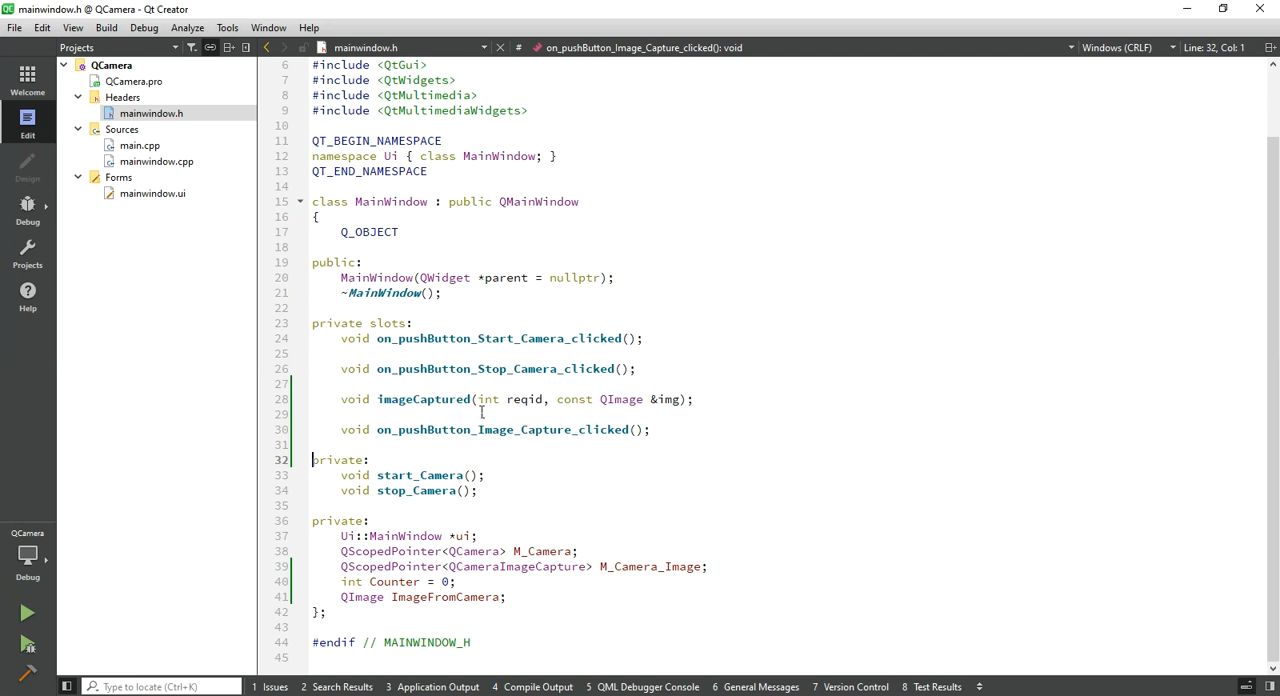 mainwindow.h @ QCamera - Qt Creator
File Edit View Build Debug Analyze Tools Window Help
Projects mainwindow.h # on_pushButton_Image_Capture_clicked(): void Windows (CRLF) Line: 32, Col: 1
Welcome
Edit
Design
Debug
Projects
Help
QCamera
Debug
QCamera
QCamera.pro
Headers
mainwindow.h
Sources
main.cpp
mainwindow.cpp
Forms
mainwindow.ui
6 #include <QtGui>
7 #include <QtWidgets>
8 #include <QtMultimedia>
9 #include <QtMultimediaWidgets>
10
11 QT_BEGIN_NAMESPACE
12 namespace Ui { class MainWindow; }
13 QT_END_NAMESPACE
14
15 class MainWindow : public QMainWindow
16 {
17 Q_OBJECT
18
19 public:
20 MainWindow(QWidget *parent = nullptr);
21 ~MainWindow();
22
23 private slots:
24 void on_pushButton_Start_Camera_clicked();
25
26 void on_pushButton_Stop_Camera_clicked();
27
28 void imageCaptured(int reqid, const QImage &img);
29
30 void on_pushButton_Image_Capture_clicked();
31
32 private:
33 void start_Camera();
34 void stop_Camera();
35
36 private:
37 Ui::MainWindow *ui;
38 QScopedPointer<QCamera> M_Camera;
39 QScopedPointer<QCameraImageCapture> M_Camera_Image;
40 int Counter = 0;
41 QImage ImageFromCamera;
42 };
43
44 #endif // MAINWINDOW_H
45
Type to locate (Ctrl+K) 1 Issues 2 Search Results 3 Application Output 4 Compile Output 5 QML Debugger Console 6 General Messages 7 Version Control 8 Test Results